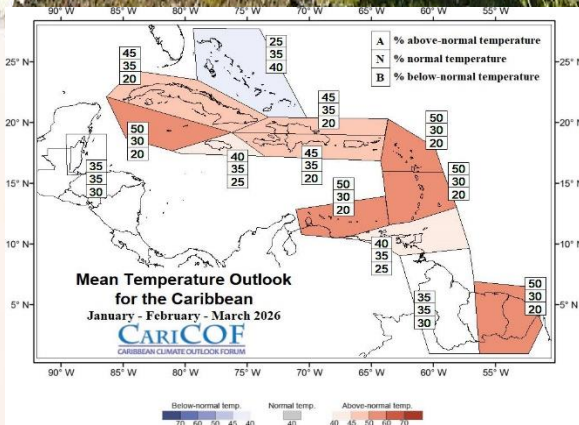 90° W
85° W
80° W
75° W
70° W
65° W
60° W
55° W
25° N
20° N
15° N
10° N
5° N
25° N
20° N
15° N
10° N
5° N
A % above-normal temperature
N % normal temperature
B % below-normal temperature
45
35
20
25
35
40
45
35
20
50
30
20
50
30
20
40
35
25
45
35
20
50
30
20
35
35
30
50
30
20
40
35
25
35
35
30
50
30
20
Mean Temperature Outlook
for the Caribbean
January - February - March 2026
CARICOF
CARIBBEAN CLIMATE OUTLOOK FORUM
90° W
85° W
80° W
75° W
70° W
65° W
60° W
55° W
Below-normal temp.
Normal temp.
Above-normal temp.
70 60 50 45 40
40
40 45 50 60 70